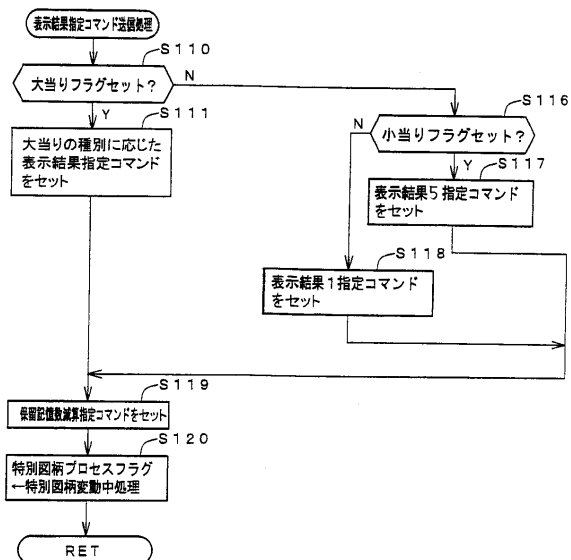 表示結果指定コマンド送信処理
S110
大当りフラグセット?
N
Y
S111
大当りの種別に応じた
表示結果指定コマンド
をセット
S116
小当りフラグセット?
N
Y
S117
表示結果5指定コマンド
をセット
S118
表示結果1指定コマンド
をセット
S119
保留記憶数減算指定コマンドをセット
S120
特別図柄プロセスフラグ
←特別図柄変動中処理
RET